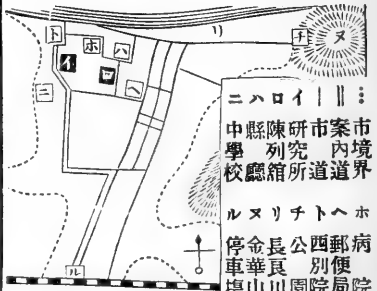 ヌ
チ
リ
ト
ホ
ハ
イ
ロ
ヘ
ニ
ル
市境界
案內道
市道
イ 研究所
ロ 陳列館
ハ 縣廳
ニ 中學校
ホ 病院
ヘ 郵便局
ト 西別院
チ 公園
リ 長良川
ヌ 金華山
ル 停車塲